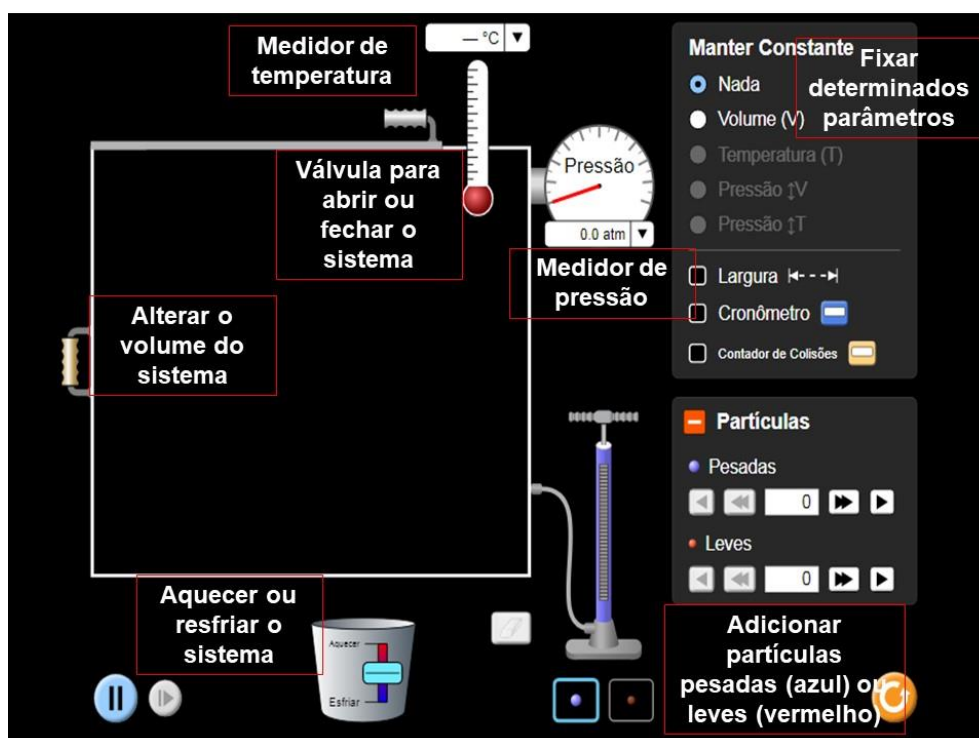 Medidor de
temperatura
— °C
Manter Constante
Nada
Volume (V)
Temperatura (T)
Pressão ↕V
Pressão ↕T
Fixar
determinados
parâmetros
Válvula para
abrir ou
fechar o
sistema
Pressão
0.0 atm
Medidor de
pressão
Largura
Cronômetro
Contador de Colisões
Alterar o
volume do
sistema
Partículas
Pesadas
0
Leves
0
Aquecer ou
resfriar o
sistema
Aquecer
Esfriar
Adicionar
partículas
pesadas (azul) ou
leves (vermelho)